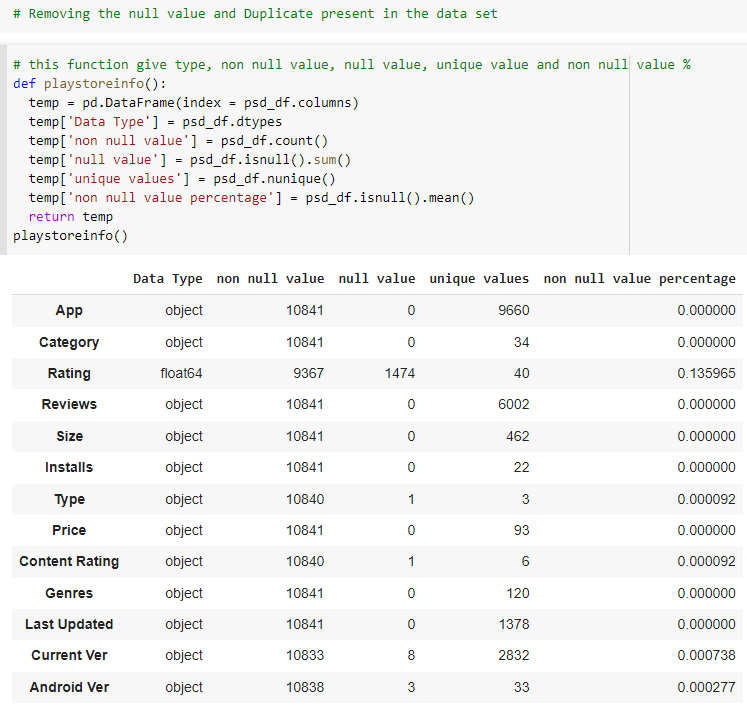 # Removing the null value and Duplicate present in the data set
# this function give type, non null value, null value, unique value and non null value %
def playstoreinfo():
  temp = pd.DataFrame(index = psd_df.columns)
  temp['Data Type'] = psd_df.dtypes
  temp['non null value'] = psd_df.count()
  temp['null value'] = psd_df.isnull().sum()
  temp['unique values'] = psd_df.nunique()
  temp['non null value percentage'] = psd_df.isnull().mean()
  return temp
playstoreinfo()
Data Type non null value null value unique values non null value percentage
App object 10841 0 9660 0.000000
Category object 10841 0 34 0.000000
Rating float64 9367 1474 40 0.135965
Reviews object 10841 0 6002 0.000000
Size object 10841 0 462 0.000000
Installs object 10841 0 22 0.000000
Type object 10840 1 3 0.000092
Price object 10841 0 93 0.000000
Content Rating object 10840 1 6 0.000092
Genres object 10841 0 120 0.000000
Last Updated object 10841 0 1378 0.000000
Current Ver object 10833 8 2832 0.000738
Android Ver object 10838 3 33 0.000277